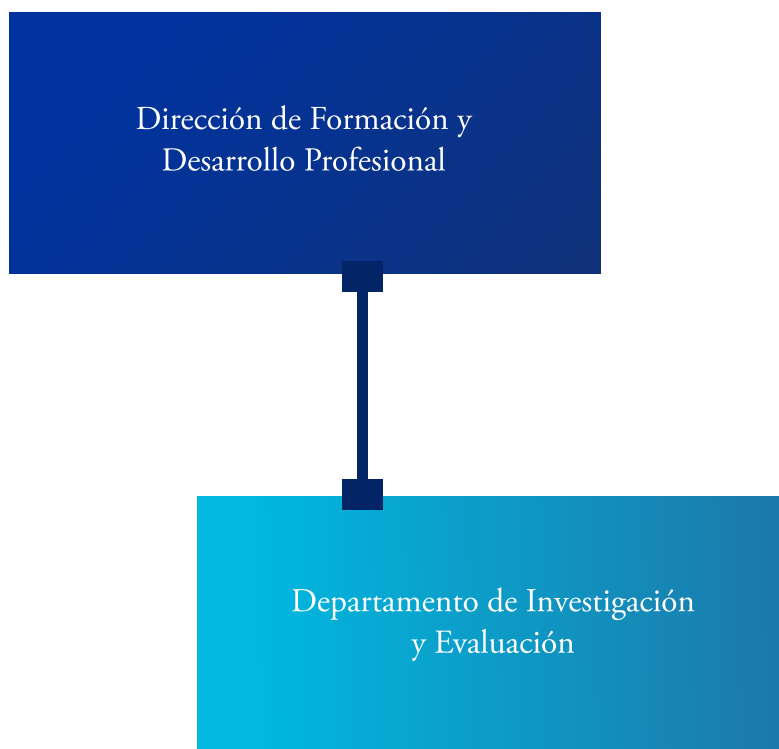 Dirección de Formación y
Desarrollo Profesional
Departamento de Investigación
y Evaluación